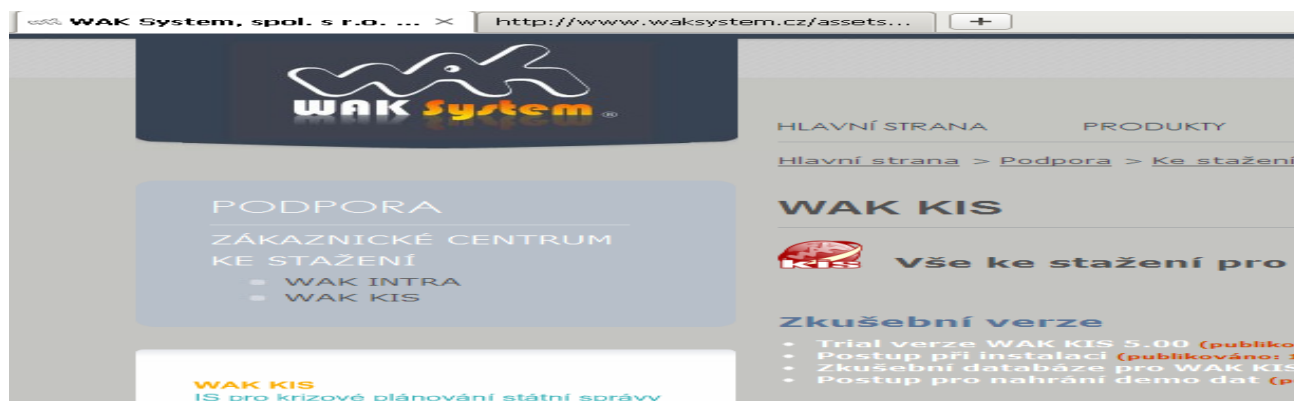 WAK System, spol. s r.o. ... ×
http://www.waksystem.cz/assets... +
WAK
WAK System ®
HLAVNÍ STRANA PRODUKTY
Hlavní strana > Podpora > Ke stažení
PODPORA
ZÁKAZNICKÉ CENTRUM
KE STAŽENÍ
WAK INTRA
WAK KIS
WAK KIS
IS pro krizové plánování státní správy
WAK KIS
KIS Vše ke stažení pro
Zkušební verze
Trial verze WAK KIS 5.00
Postup při instalaci (publikováno:
Zkušební databáze pro WAK KIS
Postup pro nahrání demo dat